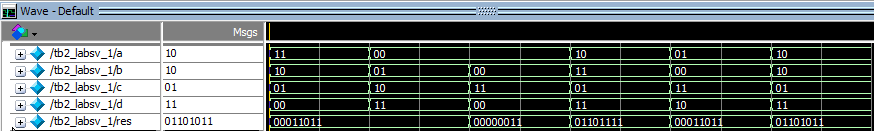 Wave - Default
Msgs
/tb2_labsv_1/a 10 11 00 10 01 10
/tb2_labsv_1/b 10 10 01 00 11 00 10
/tb2_labsv_1/c 01 01 10 11 01 11 01
/tb2_labsv_1/d 11 00 11 00 11 10 11
/tb2_labsv_1/res 01101011 00011011 00000011 01101111 00011011 01101011